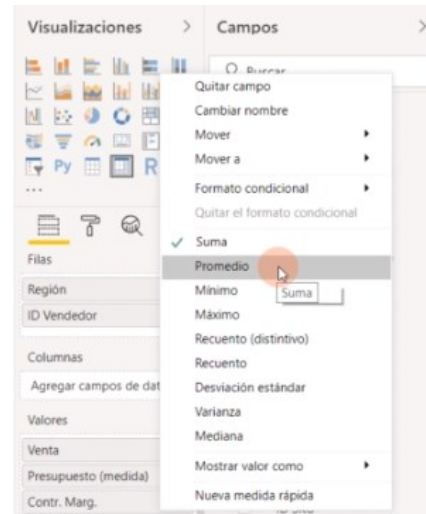 Visualizaciones
Campos
Buscar
Py
R
...
Filas
Región
ID Vendedor
Columnas
Agregar campos de dat
Valores
Venta
Presupuesto (medida)
Contr. Marg.
Quitar campo
Cambiar nombre
Mover
Mover a
Formato condicional
Quitar el formato condicional
Suma
Promedio
Mínimo
Suma
Máximo
Recuento (distintivo)
Recuento
Desviación estándar
Varianza
Mediana
Mostrar valor como
Nueva medida rápida